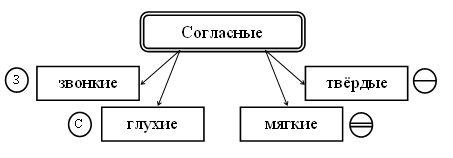 Согласные
З звонкие
твёрдые
С глухие
мягкие